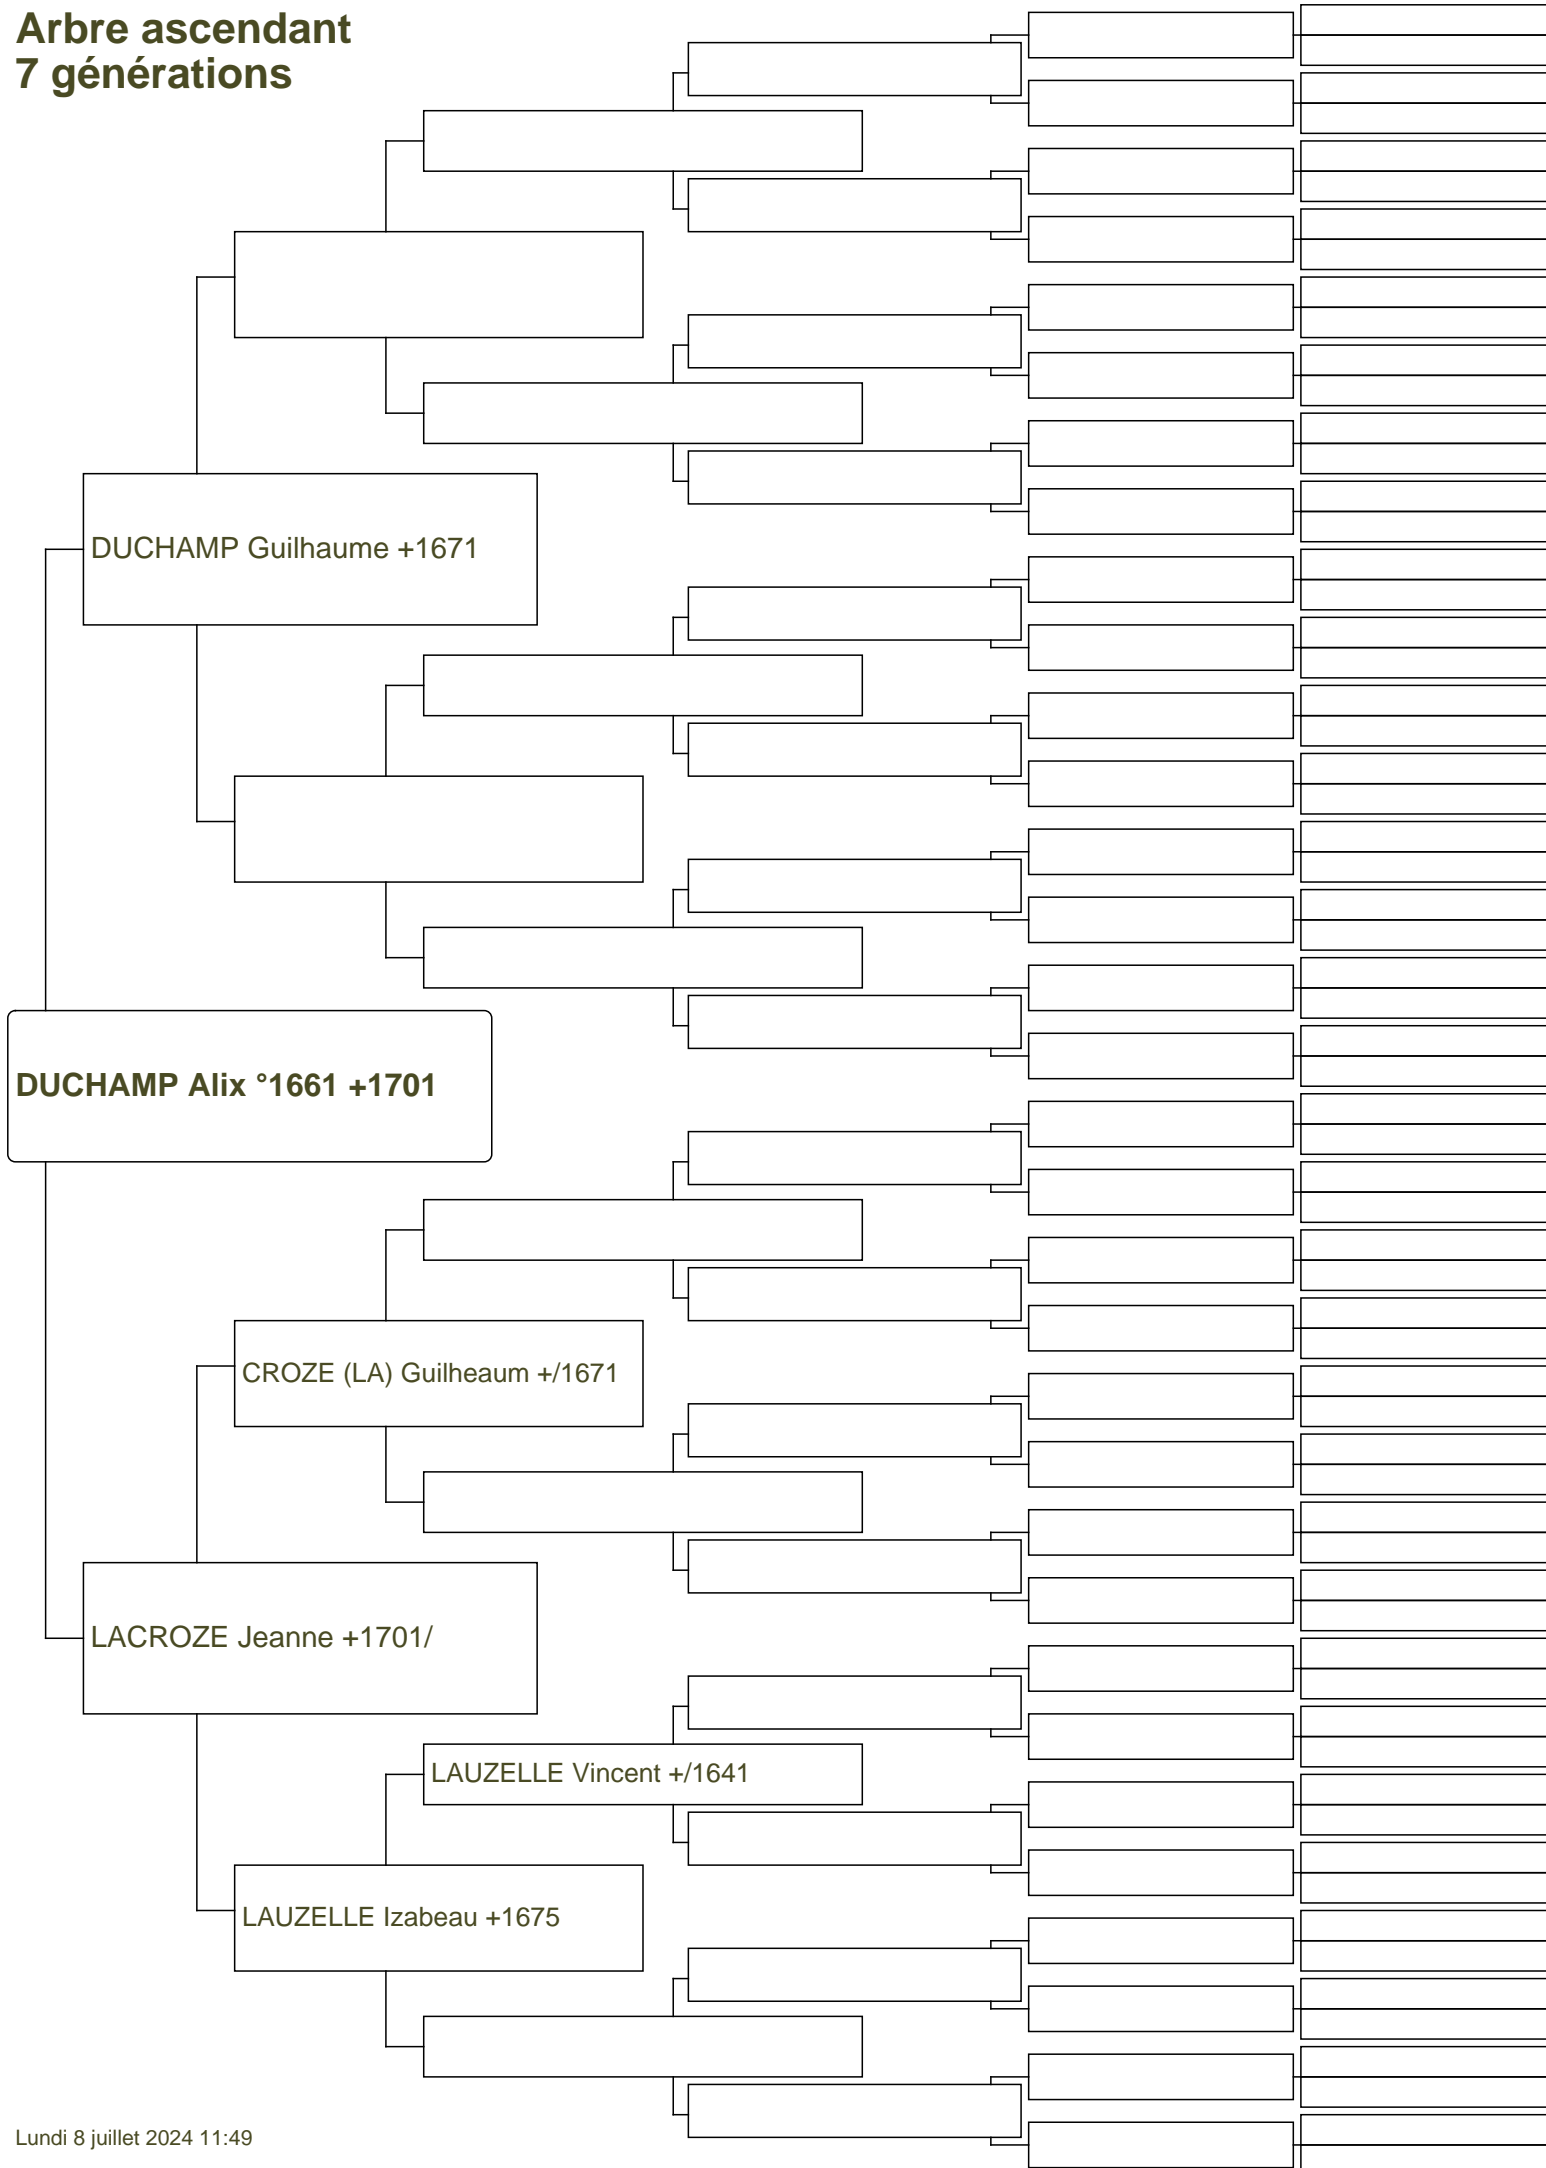 Arbre ascendant
7 générations
DUCHAMP Guilhaume +1671
DUCHAMP Alix °1661 +1701
CROZE (LA) Guilheaum +/1671
LACROZE Jeanne +1701/
LAUZELLE Vincent +/1641
LAUZELLE Izabeau +1675
Lundi 8 juillet 2024 11:49